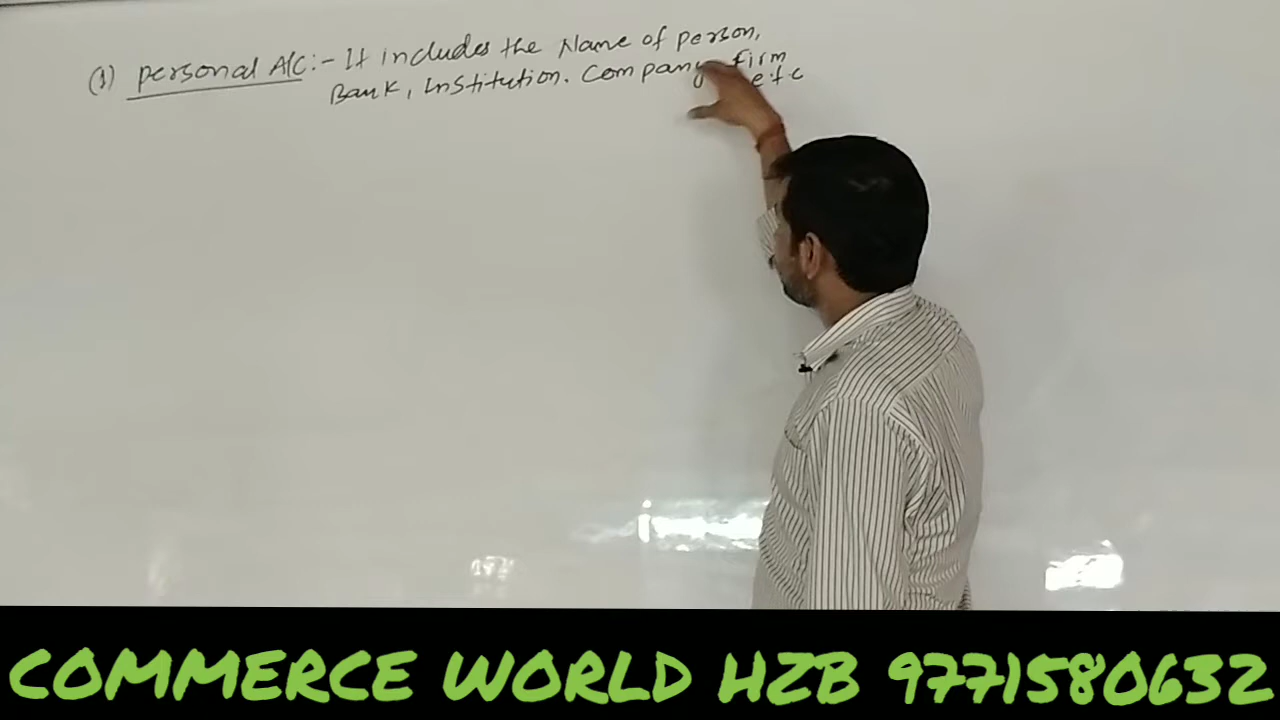 (1) personal A/C:- It includes the Name of person,
Bank, Institution. Company firm
etc
COMMERCE WORLD HZB 9771580632